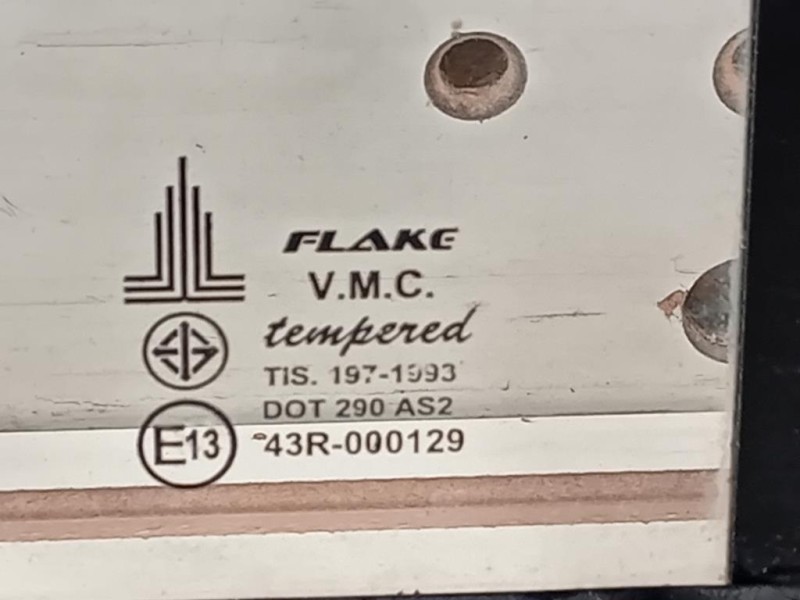 FLAKE
V.M.C.
tempered
TIS. 197-1993
DOT 290 AS2
E13 43R-000129